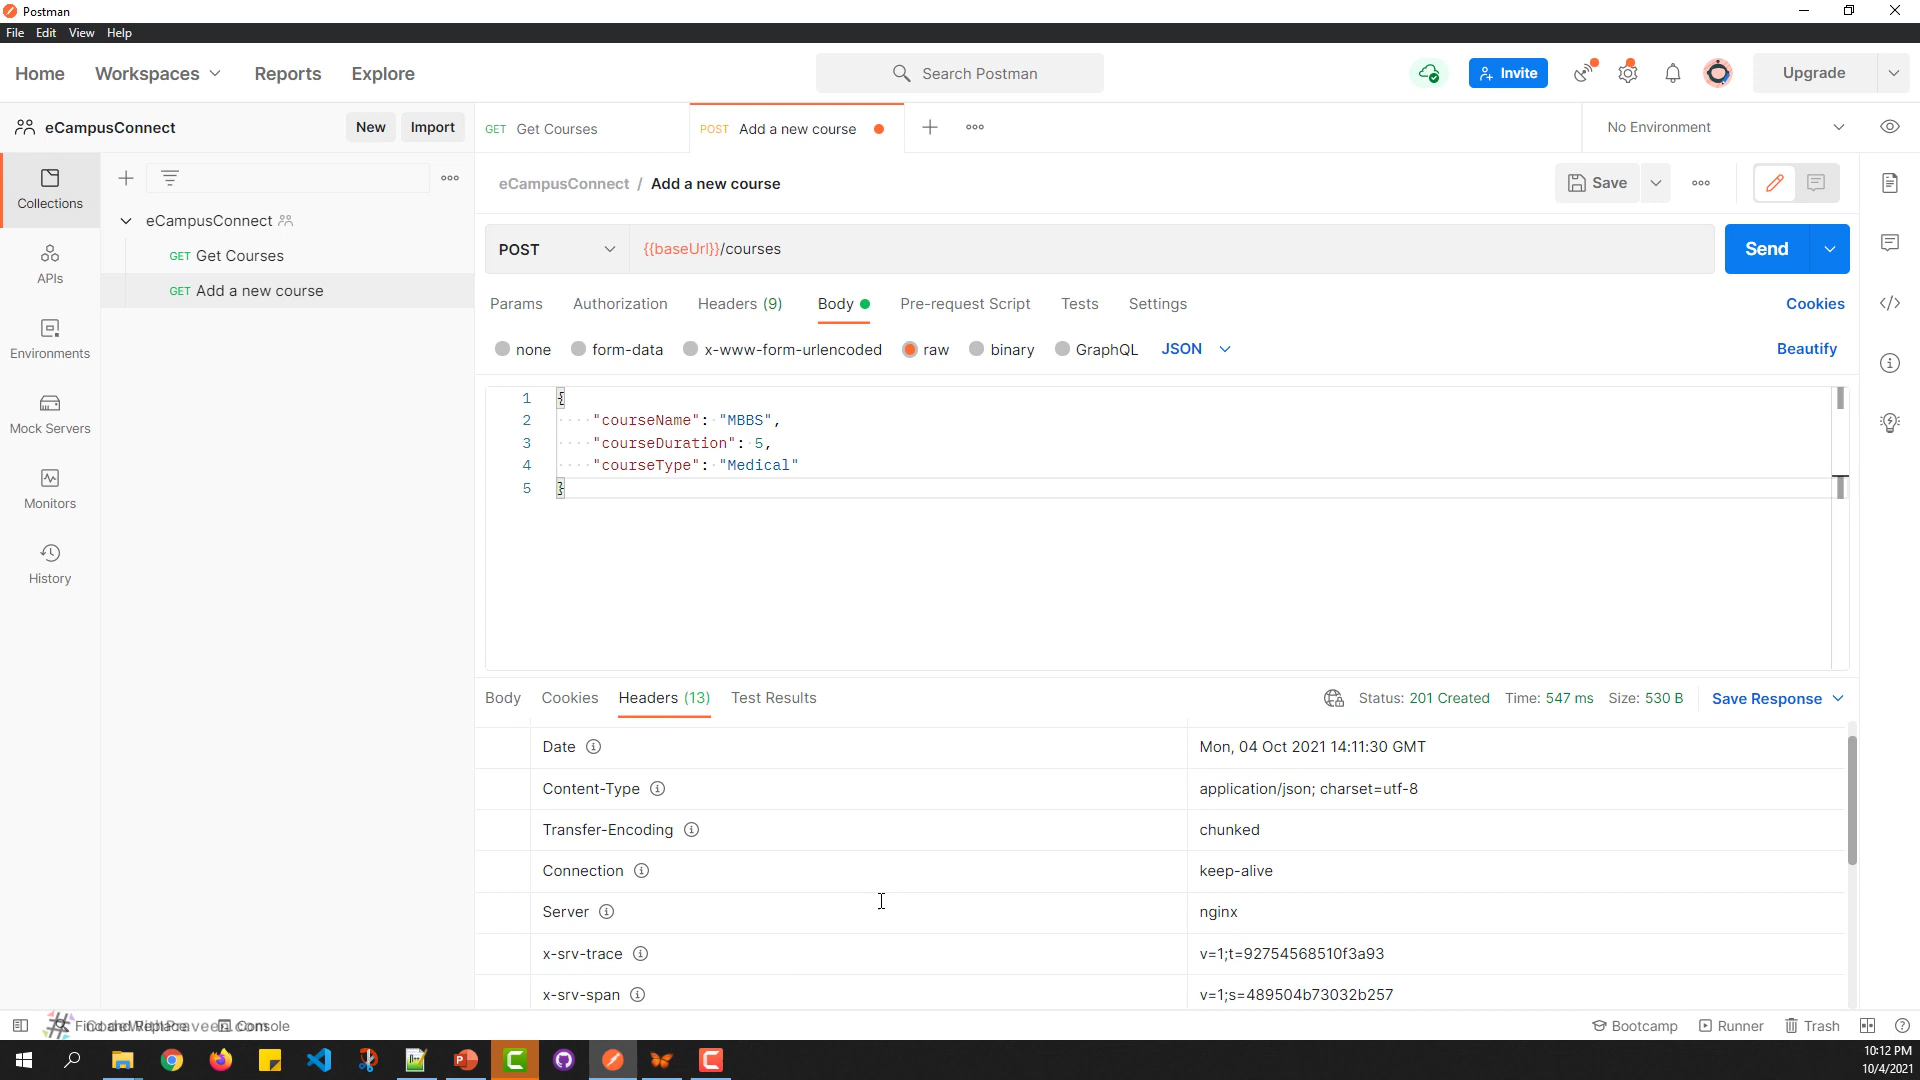 Postman
File Edit View Help
Home Workspaces Reports Explore Search Postman Invite Upgrade
eCampusConnect New Import GET Get Courses POST Add a new course No Environment
Collections
APIs
Environments
Mock Servers
Monitors
History
eCampusConnect
GET Get Courses
GET Add a new course
eCampusConnect / Add a new course Save
POST {{baseUrl}}/courses Send
Params Authorization Headers (9) Body Pre-request Script Tests Settings Cookies
none form-data x-www-form-urlencoded raw binary GraphQL JSON Beautify
1 {
2 "courseName": "MBBS",
3 "courseDuration": 5,
4 "courseType": "Medical"
5 }
Body Cookies Headers (13) Test Results Status: 201 Created Time: 547 ms Size: 530 B Save Response
Date Mon, 04 Oct 2021 14:11:30 GMT
Content-Type application/json; charset=utf-8
Transfer-Encoding chunked
Connection keep-alive
Server nginx
x-srv-trace v=1;t=92754568510f3a93
x-srv-span v=1;s=489504b73032b257
Find and Replace Console Bootcamp Runner Trash
10:12 PM
10/4/2021